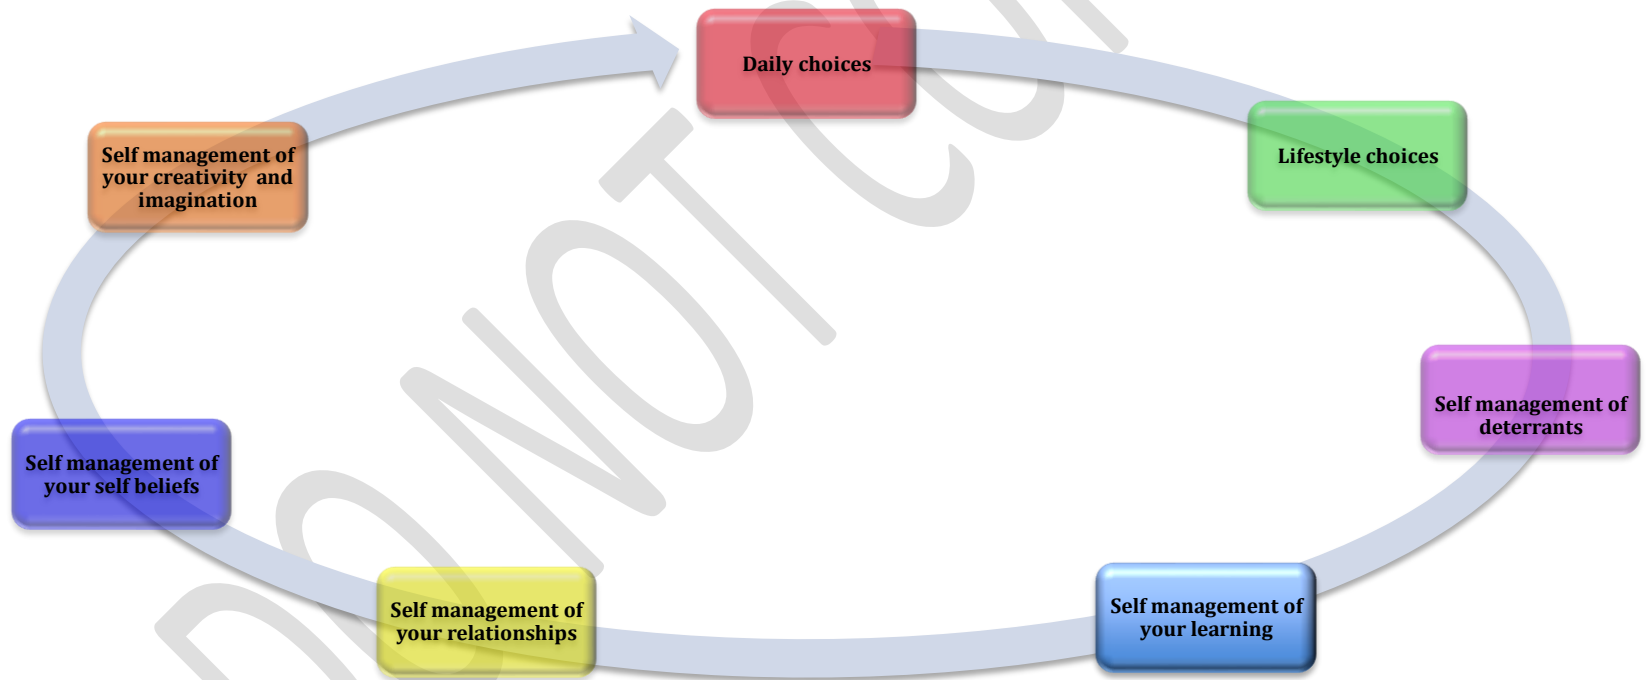 Daily choices
Lifestyle choices
Self management of
deterrants
Self management of
your learning
Self management of
your relationships
Self management of
your self beliefs
Self management of
your creativity  and
imagination
DO NOT CO